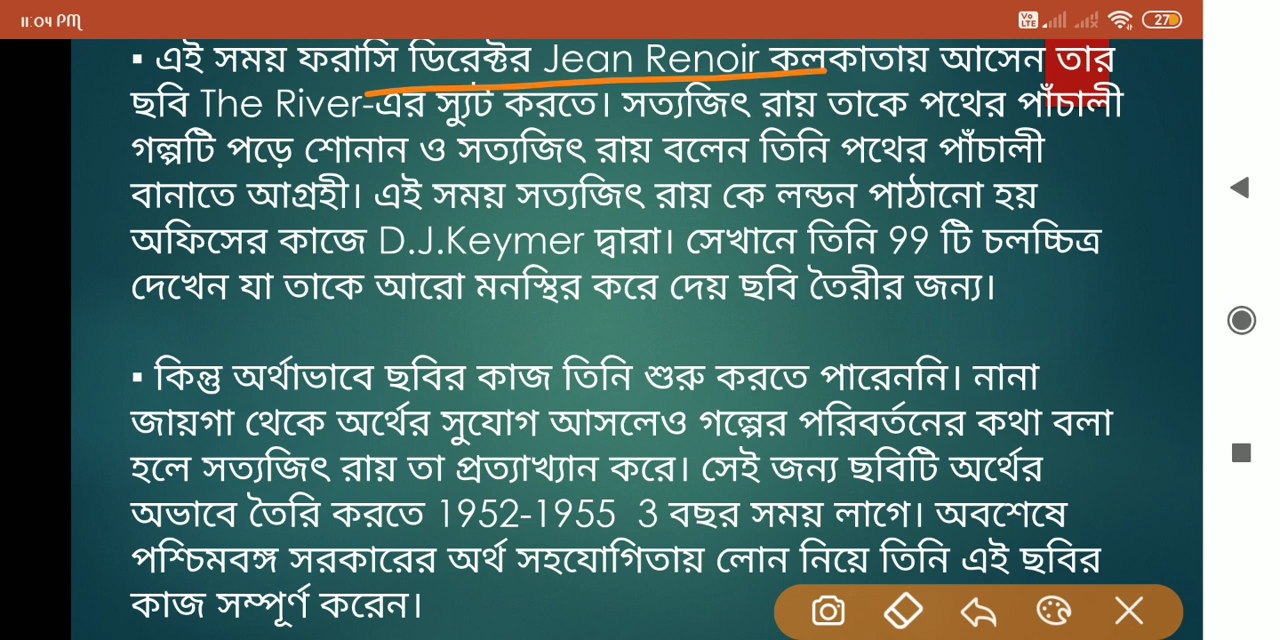 11:04 PM
Vo LTE
27
▪ এই সময় ফরাসি ডিরেক্টর Jean Renoir কলকাতায় আসেন তার
ছবি The River-এর স্যুট করতে। সত্যজিৎ রায় তাকে পথের পাঁচালী
গল্পটি পড়ে শোনান ও সত্যজিৎ রায় বলেন তিনি পথের পাঁচালী
বানাতে আগ্রহী। এই সময় সত্যজিৎ রায় কে লন্ডন পাঠানো হয়
অফিসের কাজে D.J.Keymer দ্বারা। সেখানে তিনি 99 টি চলচ্চিত্র
দেখেন যা তাকে আরো মনস্থির করে দেয় ছবি তৈরীর জন্য।
▪ কিন্তু অর্থাভাবে ছবির কাজ তিনি শুরু করতে পারেননি। নানা
জায়গা থেকে অর্থের সুযোগ আসলেও গল্পের পরিবর্তনের কথা বলা
হলে সত্যজিৎ রায় তা প্রত্যাখ্যান করে। সেই জন্য ছবিটি অর্থের
অভাবে তৈরি করতে 1952-1955 3 বছর সময় লাগে। অবশেষে
পশ্চিমবঙ্গ সরকারের অর্থ সহযোগিতায় লোন নিয়ে তিনি এই ছবির
কাজ সম্পূর্ণ করেন।